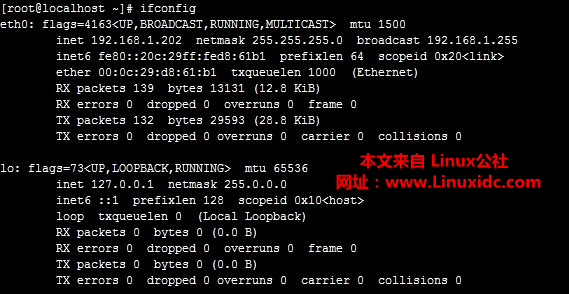 [root@localhost ~]# ifconfig
eth0: flags=4163<UP,BROADCAST,RUNNING,MULTICAST>  mtu 1500
inet 192.168.1.202  netmask 255.255.255.0  broadcast 192.168.1.255
inet6 fe80::20c:29ff:fed8:61b1  prefixlen 64  scopeid 0x20<link>
ether 00:0c:29:d8:61:b1  txqueuelen 1000  (Ethernet)
RX packets 139  bytes 13131 (12.8 KiB)
RX errors 0  dropped 0  overruns 0  frame 0
TX packets 132  bytes 29593 (28.8 KiB)
TX errors 0  dropped 0 overruns 0  carrier 0  collisions 0
lo: flags=73<UP,LOOPBACK,RUNNING>  mtu 65536
inet 127.0.0.1  netmask 255.0.0.0
inet6 ::1  prefixlen 128  scopeid 0x10<host>
loop  txqueuelen 0  (Local Loopback)
RX packets 0  bytes 0 (0.0 B)
RX errors 0  dropped 0  overruns 0  frame 0
TX packets 0  bytes 0 (0.0 B)
TX errors 0  dropped 0 overruns 0  carrier 0  collisions 0
本文来自 Linux公社
网址：www.Linuxidc.com